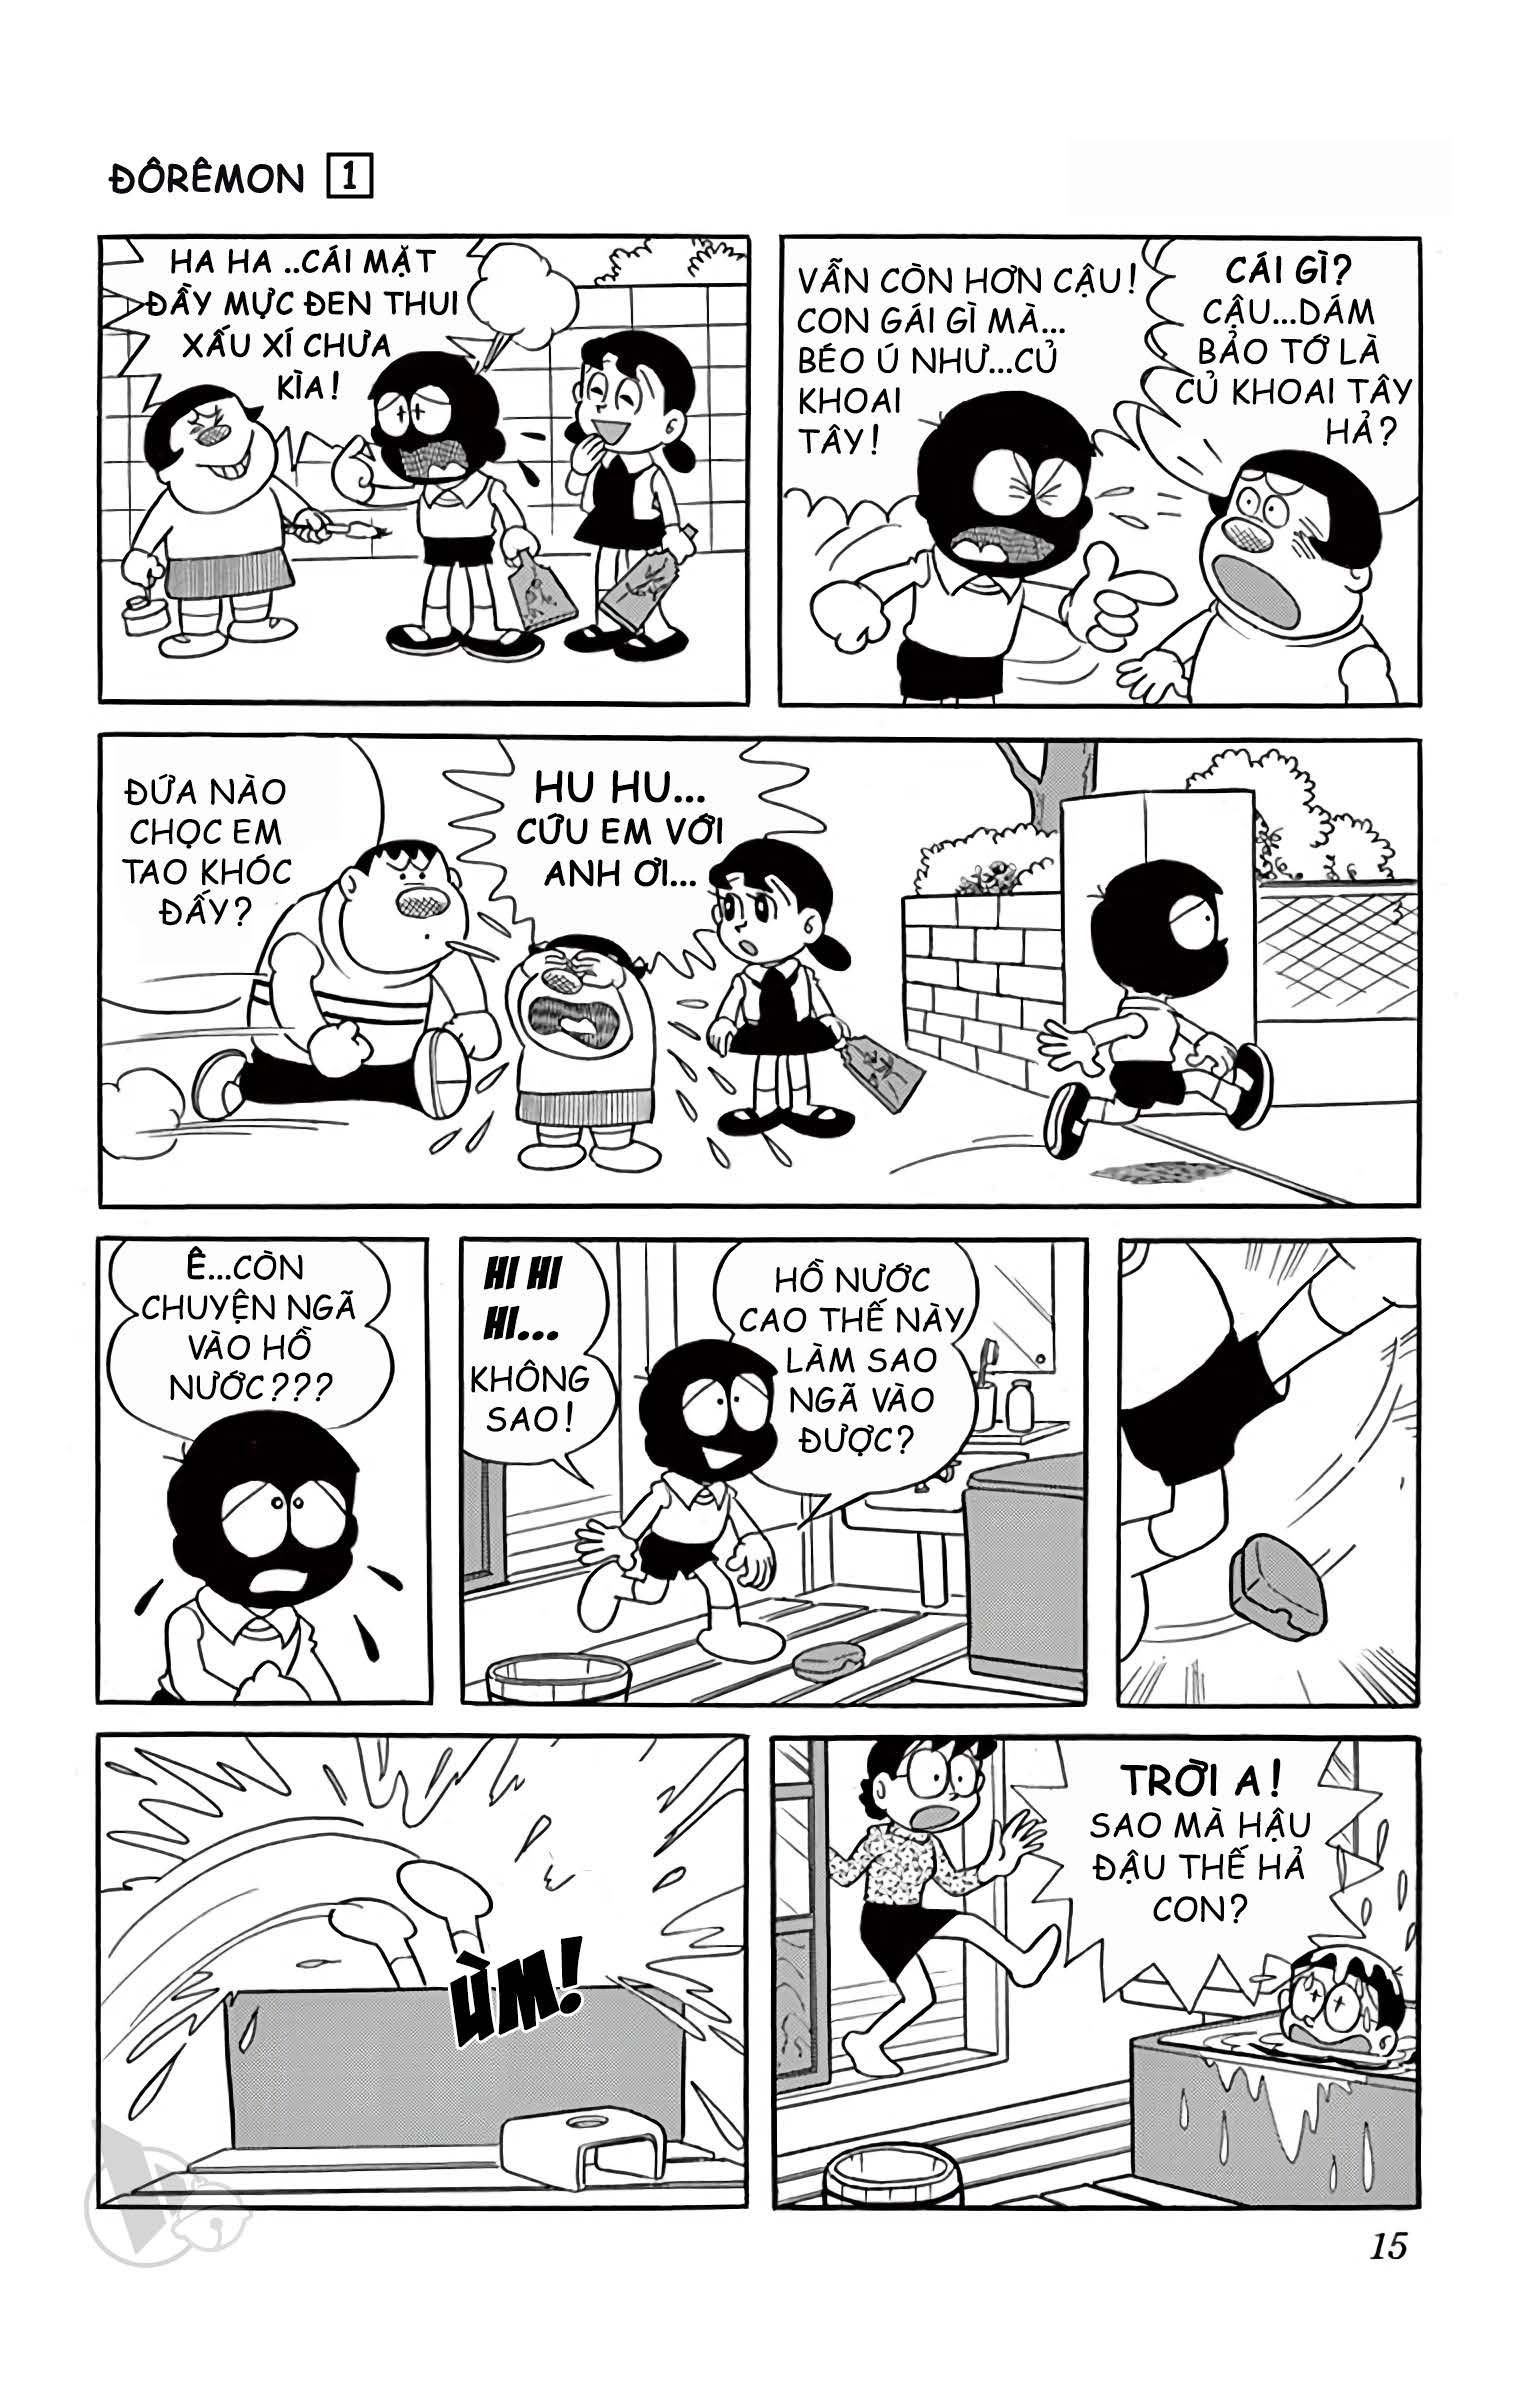 ĐÔRÊMON 1
HA HA ..CÁI MẶT
ĐẦY MỰC ĐEN THUI
XẤU XÍ CHƯA
KÌA!
VẪN CÒN HƠN CẬU!
CON GÁI GÌ MÀ...
BÉO Ú NHƯ...CỦ
KHOAI
TÂY!
CÁI GÌ?
CẬU...DÁM
BẢO TỚ LÀ
CỦ KHOAI TÂY
HẢ?
ĐỨA NÀO
CHỌC EM
TAO KHÓC
ĐẤY?
HU HU...
CỨU EM VỚI
ANH ƠI...
Ê...CÒN
CHUYỆN NGÃ
VÀO HỒ
NƯỚC???
HI HI
HI...
KHÔNG
SAO!
HỒ NƯỚC
CAO THẾ NÀY
LÀM SAO
NGÃ VÀO
ĐƯỢC?
ÙM!
TRỜI A!
SAO MÀ HẬU
ĐẬU THẾ HẢ
CON?
15